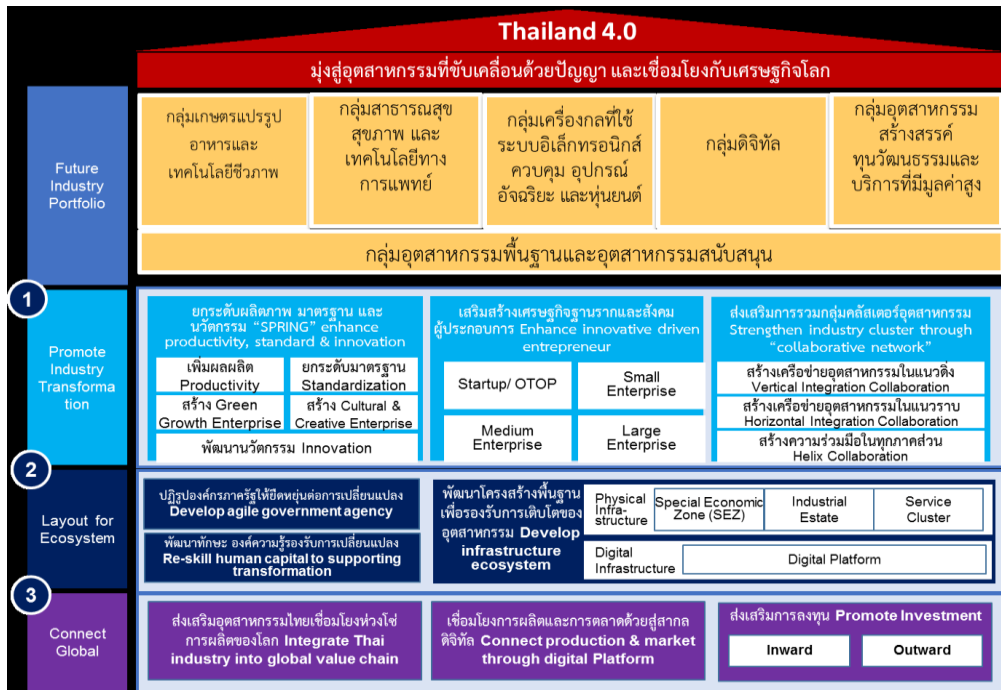 Thailand 4.0
มุ่งสู่อุตสาหกรรมที่ขับเคลื่อนด้วยปัญญา และเชื่อมโยงกับเศรษฐกิจโลก
Future
Industry
Portfolio
กลุ่มเกษตรแปรรูป
อาหารและ
เทคโนโลยีชีวภาพ
กลุ่มสาธารณสุข
สุขภาพ และ
เทคโนโลยีทาง
การแพทย์
กลุ่มเครื่องกลที่ใช้
ระบบอิเล็กทรอนิกส์
ควบคุม อุปกรณ์
อัจฉริยะ และหุ่นยนต์
กลุ่มดิจิทัล
กลุ่มอุตสาหกรรม
สร้างสรรค์
ทุนวัฒนธรรมและ
บริการที่มีมูลค่าสูง
กลุ่มอุตสาหกรรมพื้นฐานและอุตสาหกรรมสนับสนุน
1
Promote
Industry
Transforma
tion
ยกระดับผลิตภาพ มาตรฐาน และ
นวัตกรรม “SPRING” enhance
productivity, standard & innovation
เพิ่มผลผลิต
Productivity
ยกระดับมาตรฐาน
Standardization
สร้าง Green
Growth Enterprise
สร้าง Cultural &
Creative Enterprise
พัฒนานวัตกรรม Innovation
เสริมสร้างเศรษฐกิจฐานรากและสังคม
ผู้ประกอบการ Enhance innovative driven
entrepreneur
Startup/ OTOP
Small
Enterprise
Medium
Enterprise
Large
Enterprise
ส่งเสริมการรวมกลุ่มคลัสเตอร์อุตสาหกรรม
Strengthen industry cluster through
“collaborative network”
สร้างเครือข่ายอุตสาหกรรมในแนวดิ่ง
Vertical Integration Collaboration
สร้างเครือข่ายอุตสาหกรรมในแนวราบ
Horizontal Integration Collaboration
สร้างความร่วมมือในทุกภาคส่วน
Helix Collaboration
2
Layout for
Ecosystem
ปฏิรูปองค์กรภาครัฐให้ยืดหยุ่นต่อการเปลี่ยนแปลง
Develop agile government agency
พัฒนาทักษะ องค์ความรู้รองรับการเปลี่ยนแปลง
Re-skill human capital to supporting
transformation
พัฒนาโครงสร้างพื้นฐาน
เพื่อรองรับการเติบโตของ
อุตสาหกรรม Develop
infrastructure
ecosystem
Physical
Infra-
structure
Special Economic
Zone (SEZ)
Industrial
Estate
Service
Cluster
Digital
Infrastructure
Digital Platform
3
Connect
Global
ส่งเสริมอุตสาหกรรมไทยเชื่อมโยงห่วงโซ่
การผลิตของโลก Integrate Thai
industry into global value chain
เชื่อมโยงการผลิตและการตลาดด้วยสู่สากล
ดิจิทัล Connect production & market
through digital Platform
ส่งเสริมการลงทุน Promote Investment
Inward
Outward